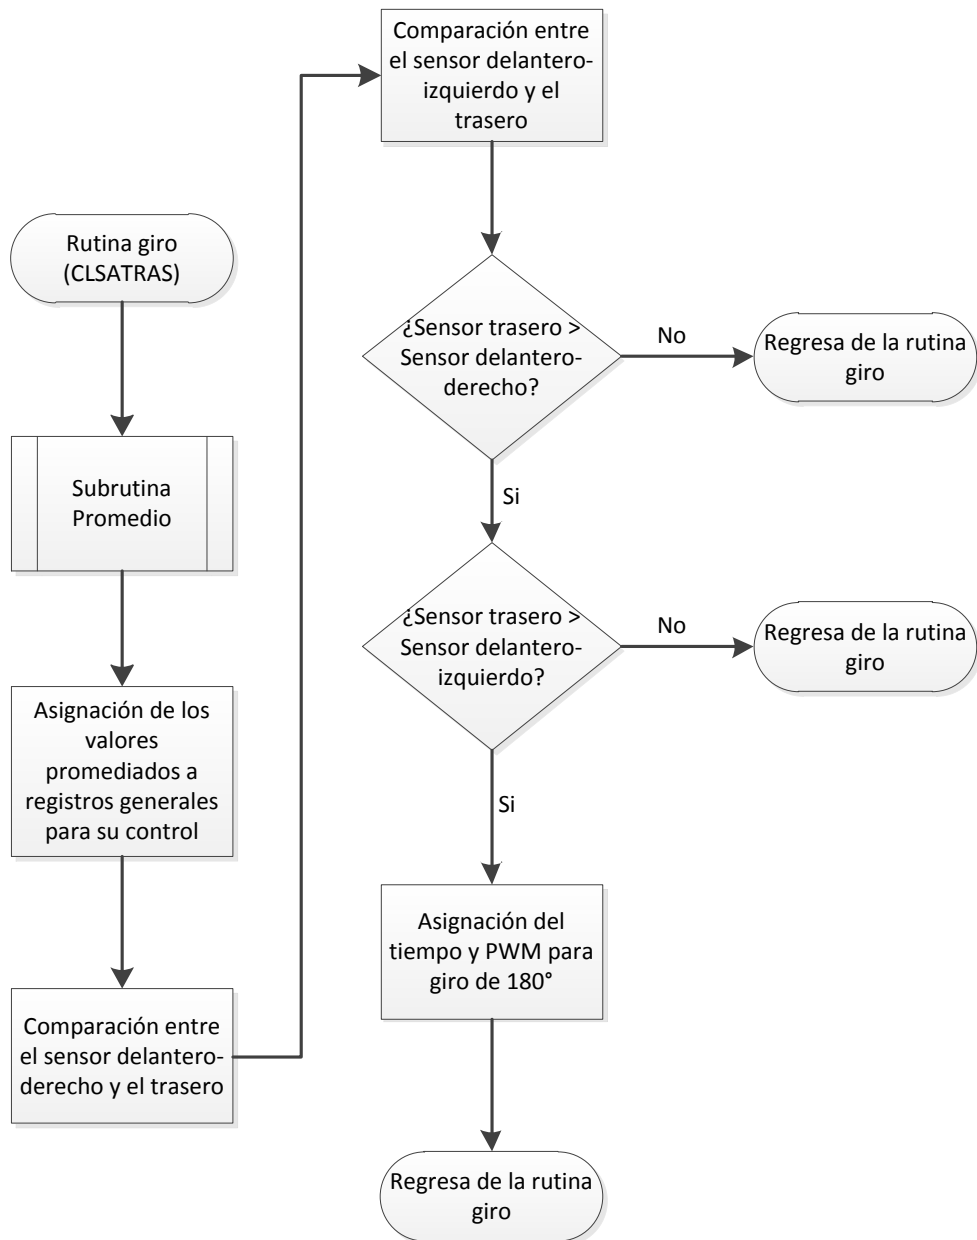 Rutina giro
(CLSATRAS)
Subrutina
Promedio
Asignación de los
valores
promediados a
registros generales
para su control
Comparación entre
el sensor delantero-
derecho y el trasero
Comparación entre
el sensor delantero-
izquierdo y el
trasero
¿Sensor trasero >
Sensor delantero-
derecho?
No
Regresa de la rutina
giro
Si
¿Sensor trasero >
Sensor delantero-
izquierdo?
No
Regresa de la rutina
giro
Si
Asignación del
tiempo y PWM para
giro de 180°
Regresa de la rutina
giro